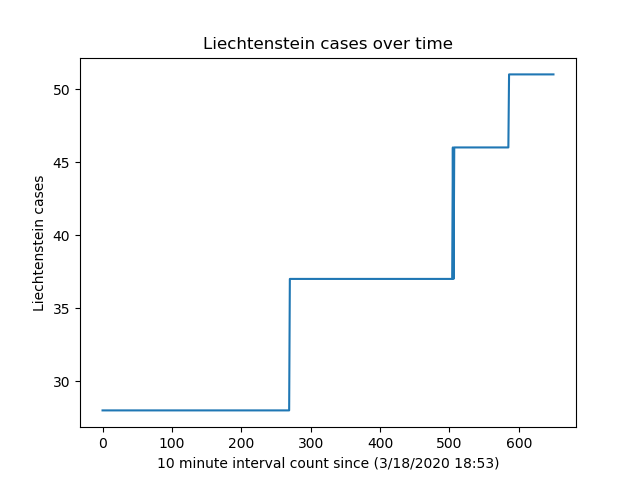 Liechtenstein cases over time
Liechtenstein cases
50
45
40
35
30
0 100 200 300 400 500 600
10 minute interval count since (3/18/2020 18:53)